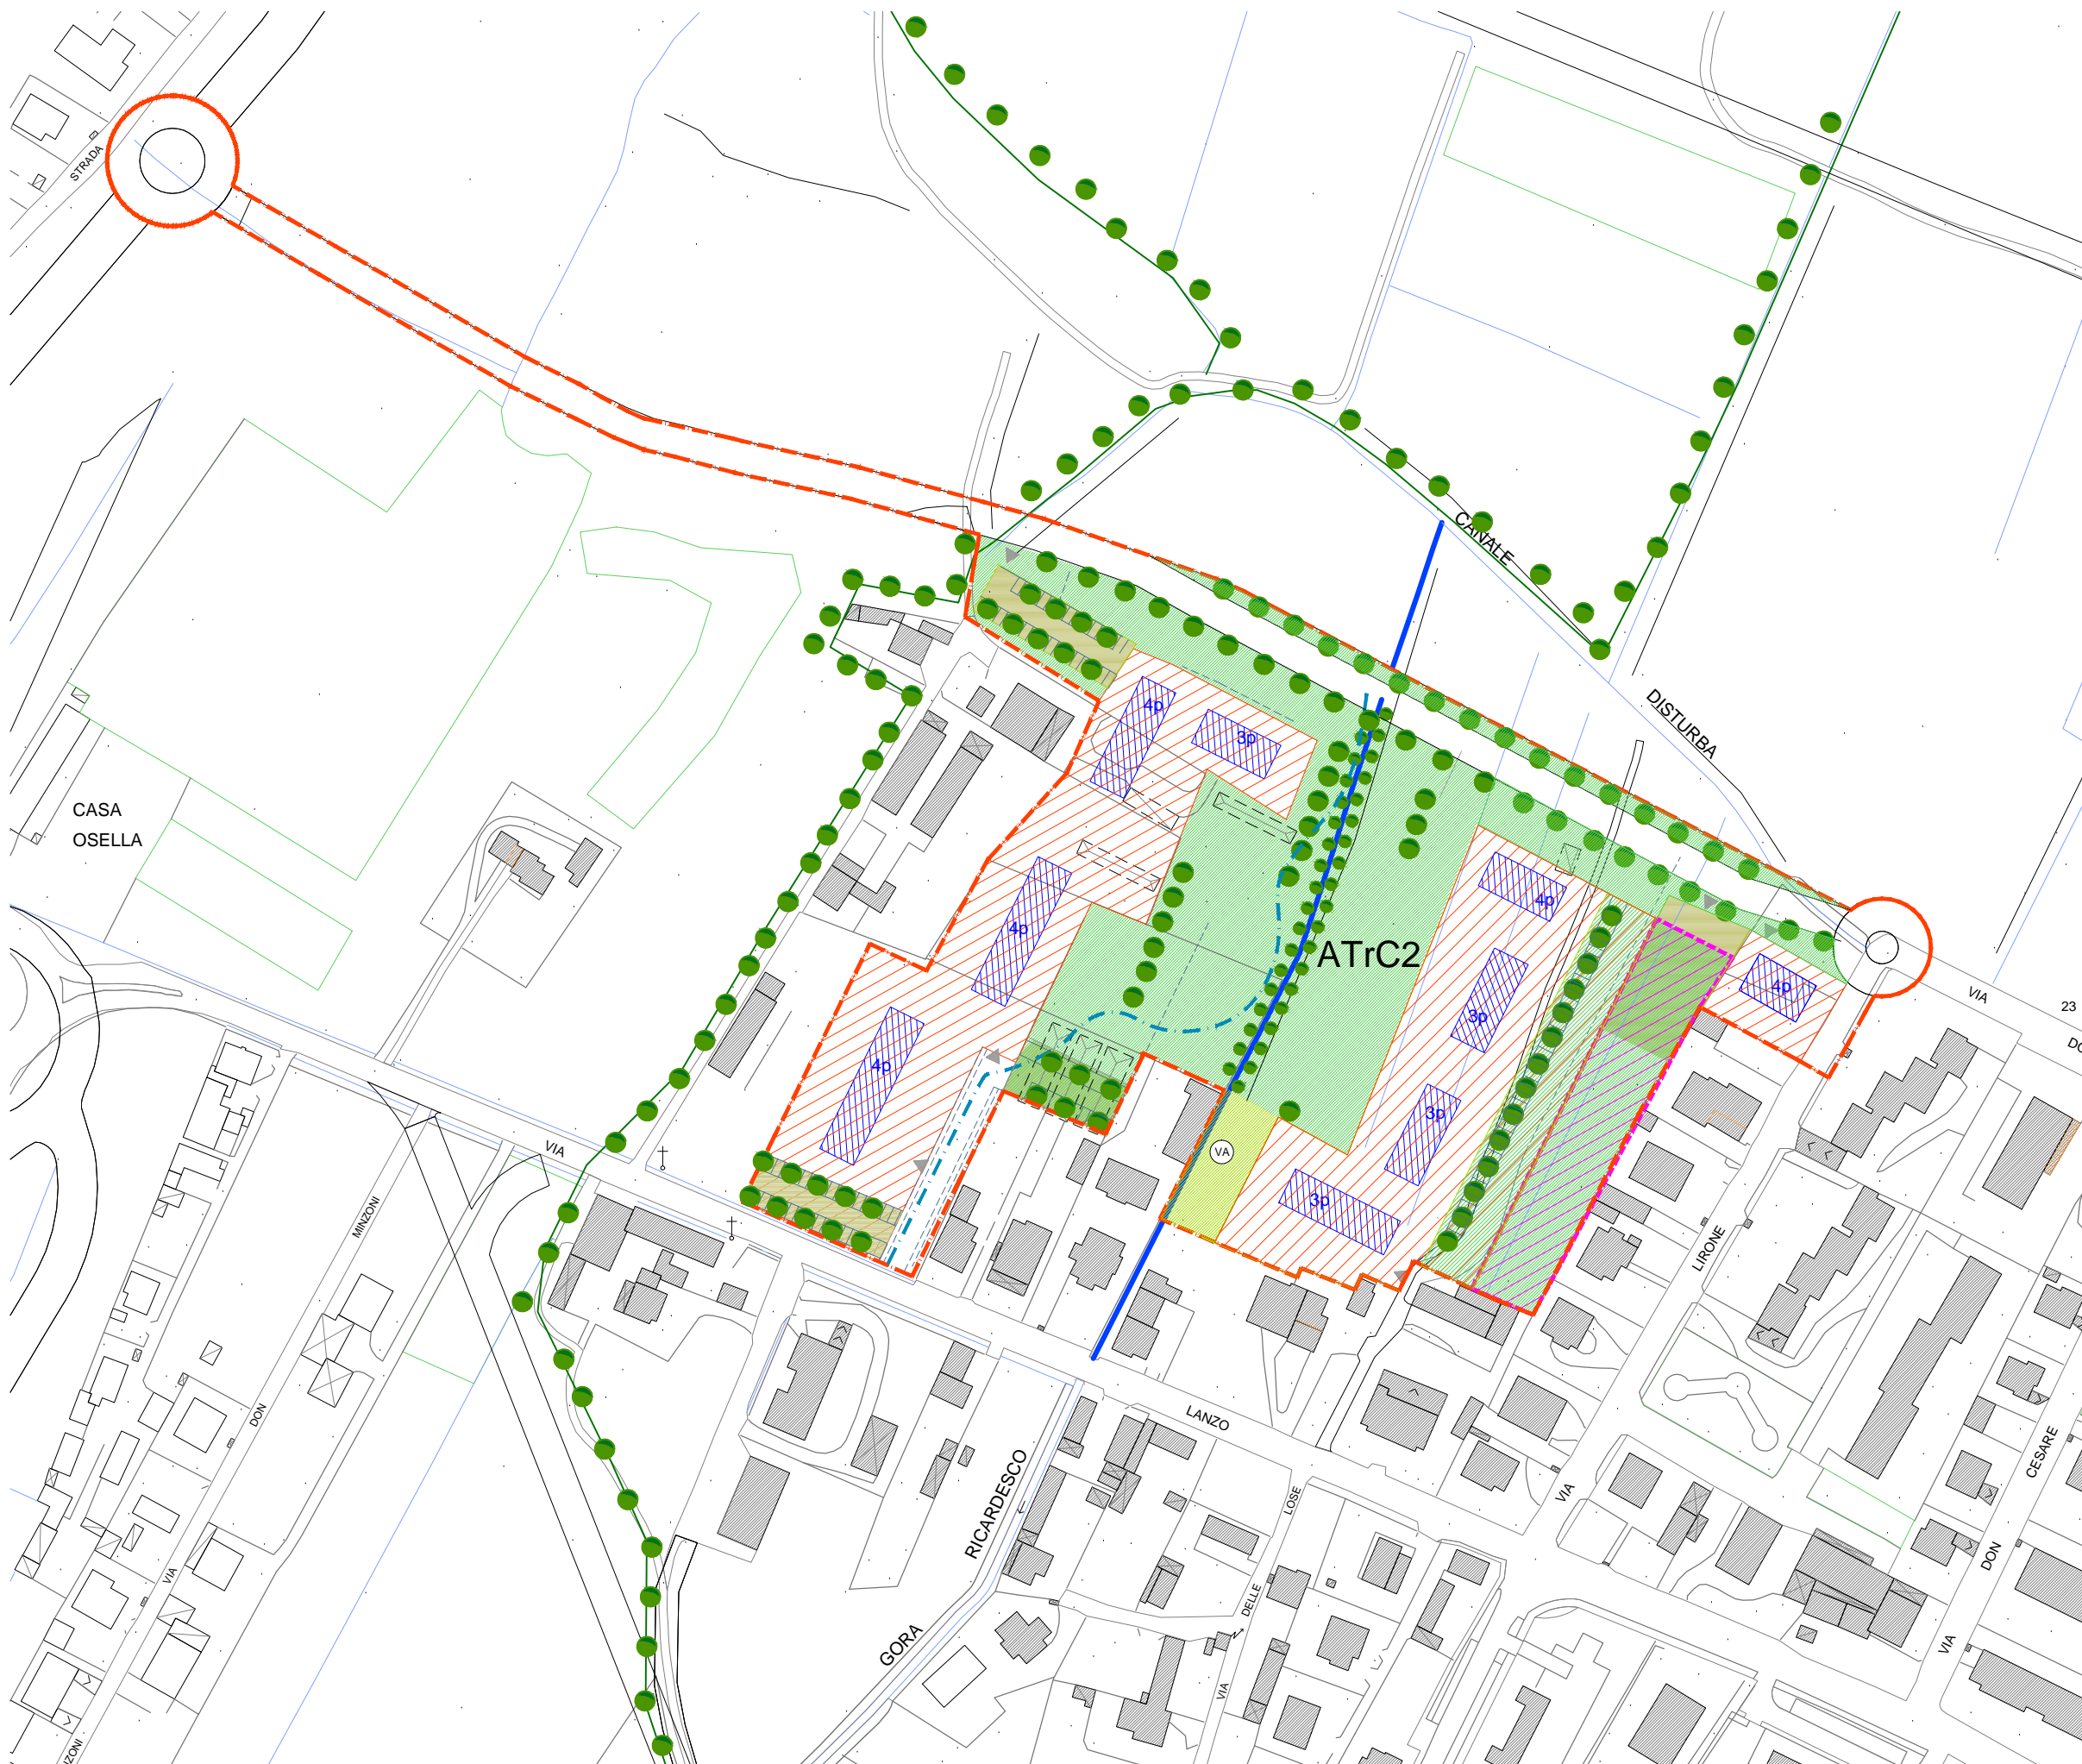 STRADA
CANALE
DISTURBA
4p
3p
CASA
OSELLA
4p
4p
ATrC2
4p
3p
4p
VIA
23
4p
3p
VA
3p
VIA
MINZONI
DON
VIA
LIRONE
VIA
LANZO
RICARDESCO
GORA
LOSE
DELLE
VIA
CESARE
DON
VIA